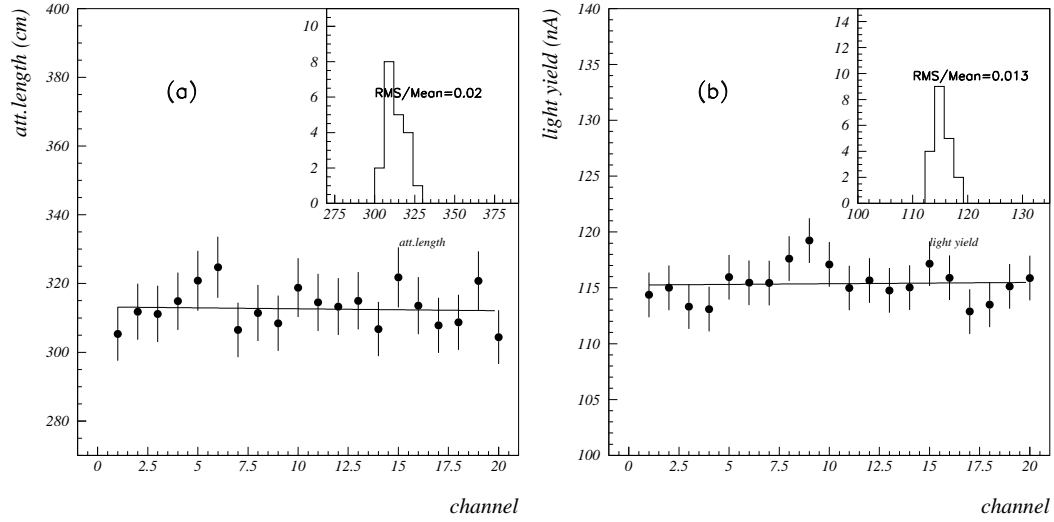 att.length (cm)
400
380
360
340
320
300
280
(a)
10
8
6
4
2
0
RMS/Mean=0.02
275 300 325 350 375
att.length
0 2.5 5 7.5 10 12.5 15 17.5 20
channel
light yield (nA)
140
135
130
125
120
115
110
105
100
(b)
14
12
10
8
6
4
2
0
RMS/Mean=0.013
100 110 120 130
light yield
0 2.5 5 7.5 10 12.5 15 17.5 20
channel